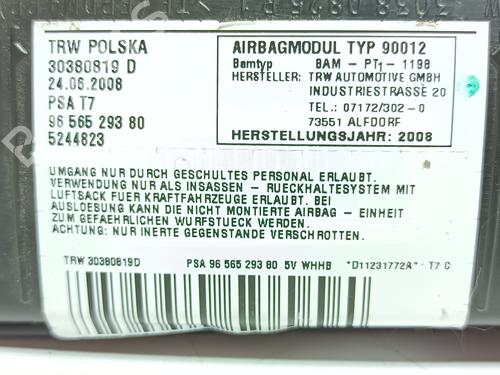 TRW POLSKA
30380819 D
24.06.2008
PSA T7
96 565 293 80
5244823
AIRBAGMODUL TYP 90012
Bamtyp : BAM - PT1 - 1198
HERSTELLER: TRW AUTOMOTIVE GMBH
INDUSTRIESTRASSE 20
TEL.: 07172/302-0
73551 ALFDORF
HERSTELLUNGSJAHR: 2008
UMGANG NUR DURCH GESCHULTES PERSONAL ERLAUBT.
VERWENDUNG NUR ALS INSASSEN - RUECKHALTESYSTEM MIT
LUFTSACK FUER KRAFTFAHRZEUGE ERLAUBT. BEI
AUSLOESUNG KANN DIE NICHT MONTIERTE AIRBAG - EINHEIT
ZUM GEFAEHRLICHEN WURFSTUECK WERDEN.
ACHTUNG: NUR INERTE GEGENSTANDE VERSCHROTTEN.
TRW 30380819D PSA 96 565 293 80 5V WHHB *D11231772A* T7 C